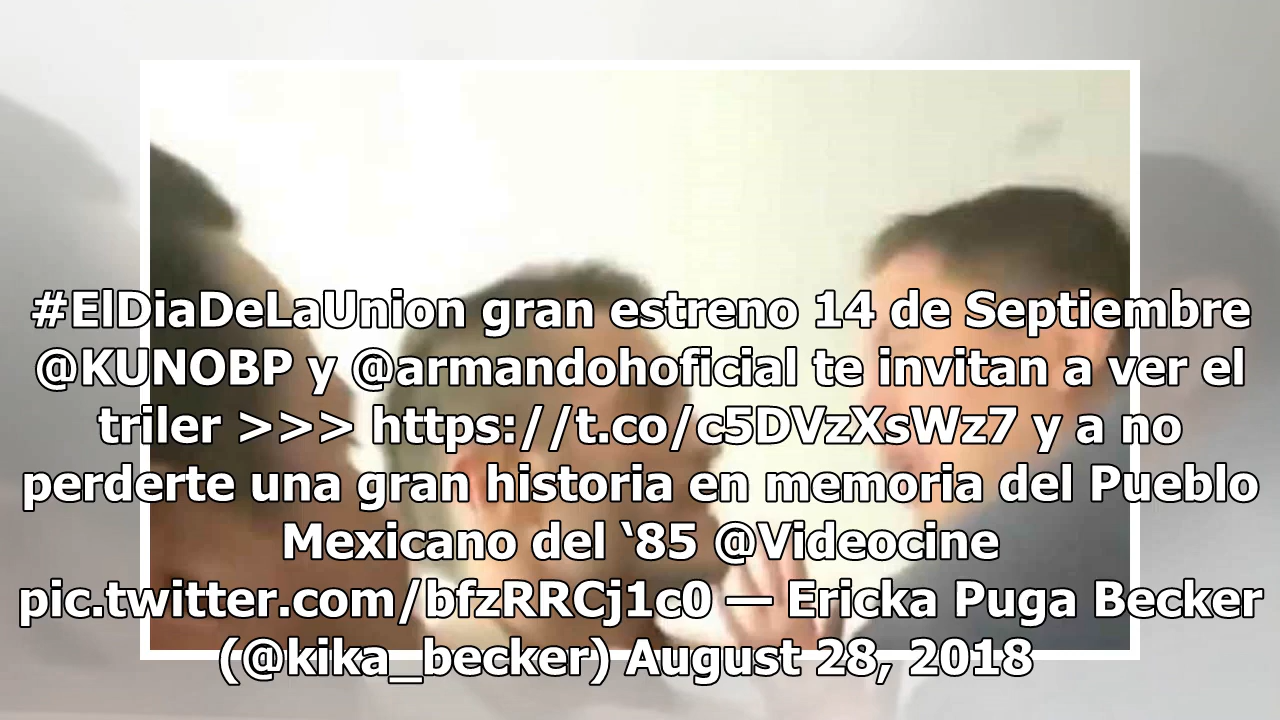 #ElDiaDeLaUnion gran estreno 14 de Septiembre
@KUNOBP y @armandohoficial te invitan a ver el
triler >>> https://t.co/c5DVzXsWz7 y a no
perderte una gran historia en memoria del Pueblo
Mexicano del ‘85 @Videocine
pic.twitter.com/bfzRRCj1c0 — Ericka Puga Becker
(@kika_becker) August 28, 2018